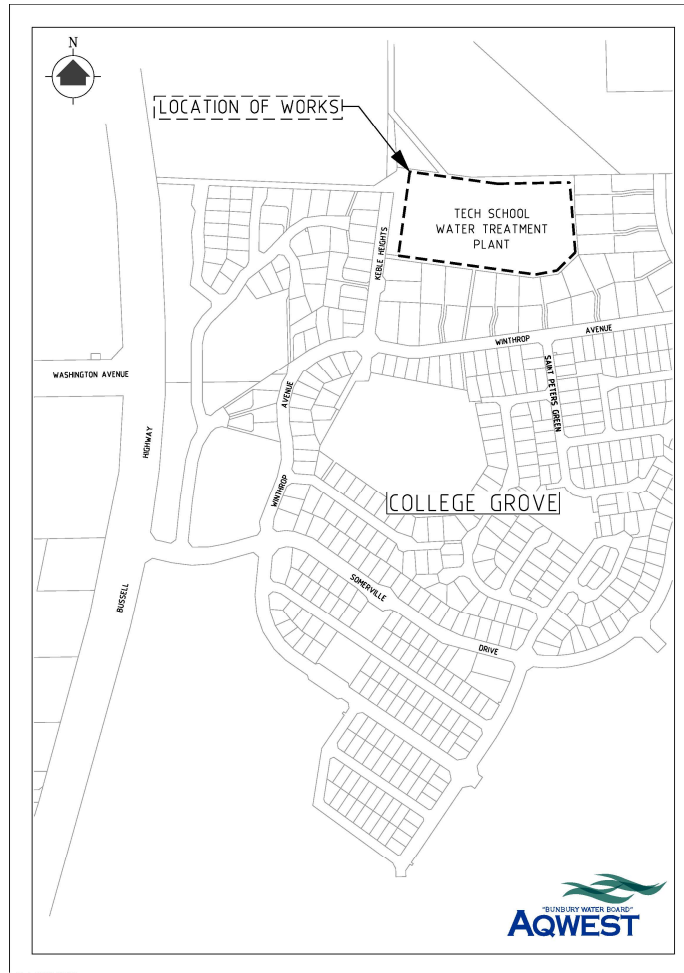 N
LOCATION OF WORKS
TECH SCHOOL
WATER TREATMENT
PLANT
KEBLE HEIGHTS
WINTHROP
AVENUE
SAINT PETERS GREEN
WASHINGTON AVENUE
AVENUE
HIGHWAY
WINTHROP
COLLEGE GROVE
SOMERVILLE
BUSSELL
DRIVE
"BUNBURY WATER BOARD"
AQWEST